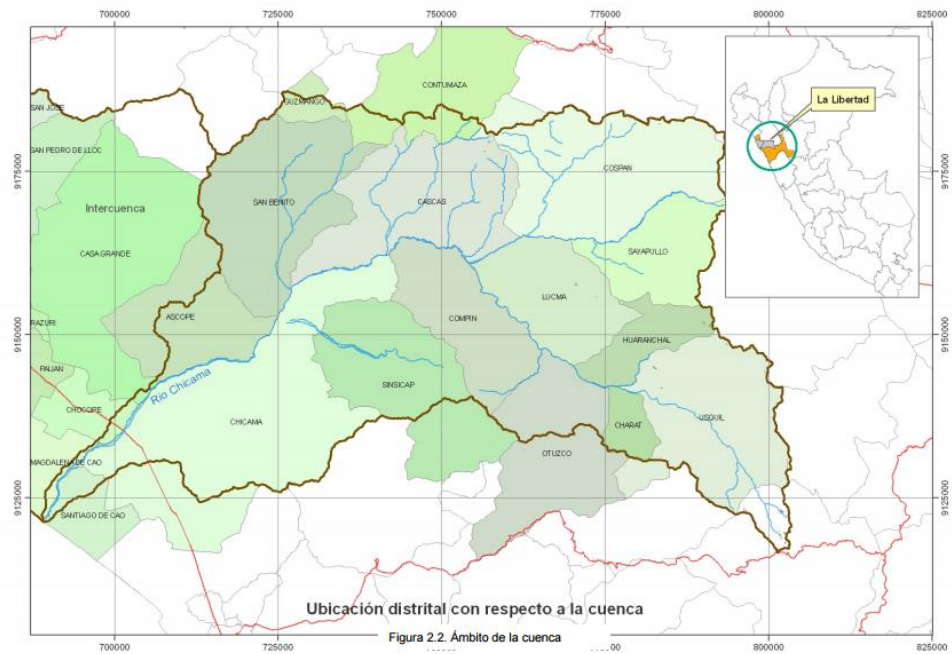 700000 725000 750000 775000 800000 825000
La Libertad
CONTUMAZA
GUZMANGO
SAN JOSE
SAN PEDRO DE LLOC
9175000
9175000
COSPAN
SAN BENITO
CASCAS
Intercuenca
CASA GRANDE
SAYAPULLO
LUCMA
ASCOPE
COMPIN
RAZURI
9150000
9150000
HUARANCHAL
PAIJAN
Rio Chicama
SINSICAP
CHOCOPE
CHICAMA
USQUIL
CHARAT
MAGDALENA DE CAO
OTUZCO
9125000
9125000
SANTIAGO DE CAO
Ubicación distrital con respecto a la cuenca
Figura 2.2. Ámbito de la cuenca
700000 725000 750000 775000 800000 825000